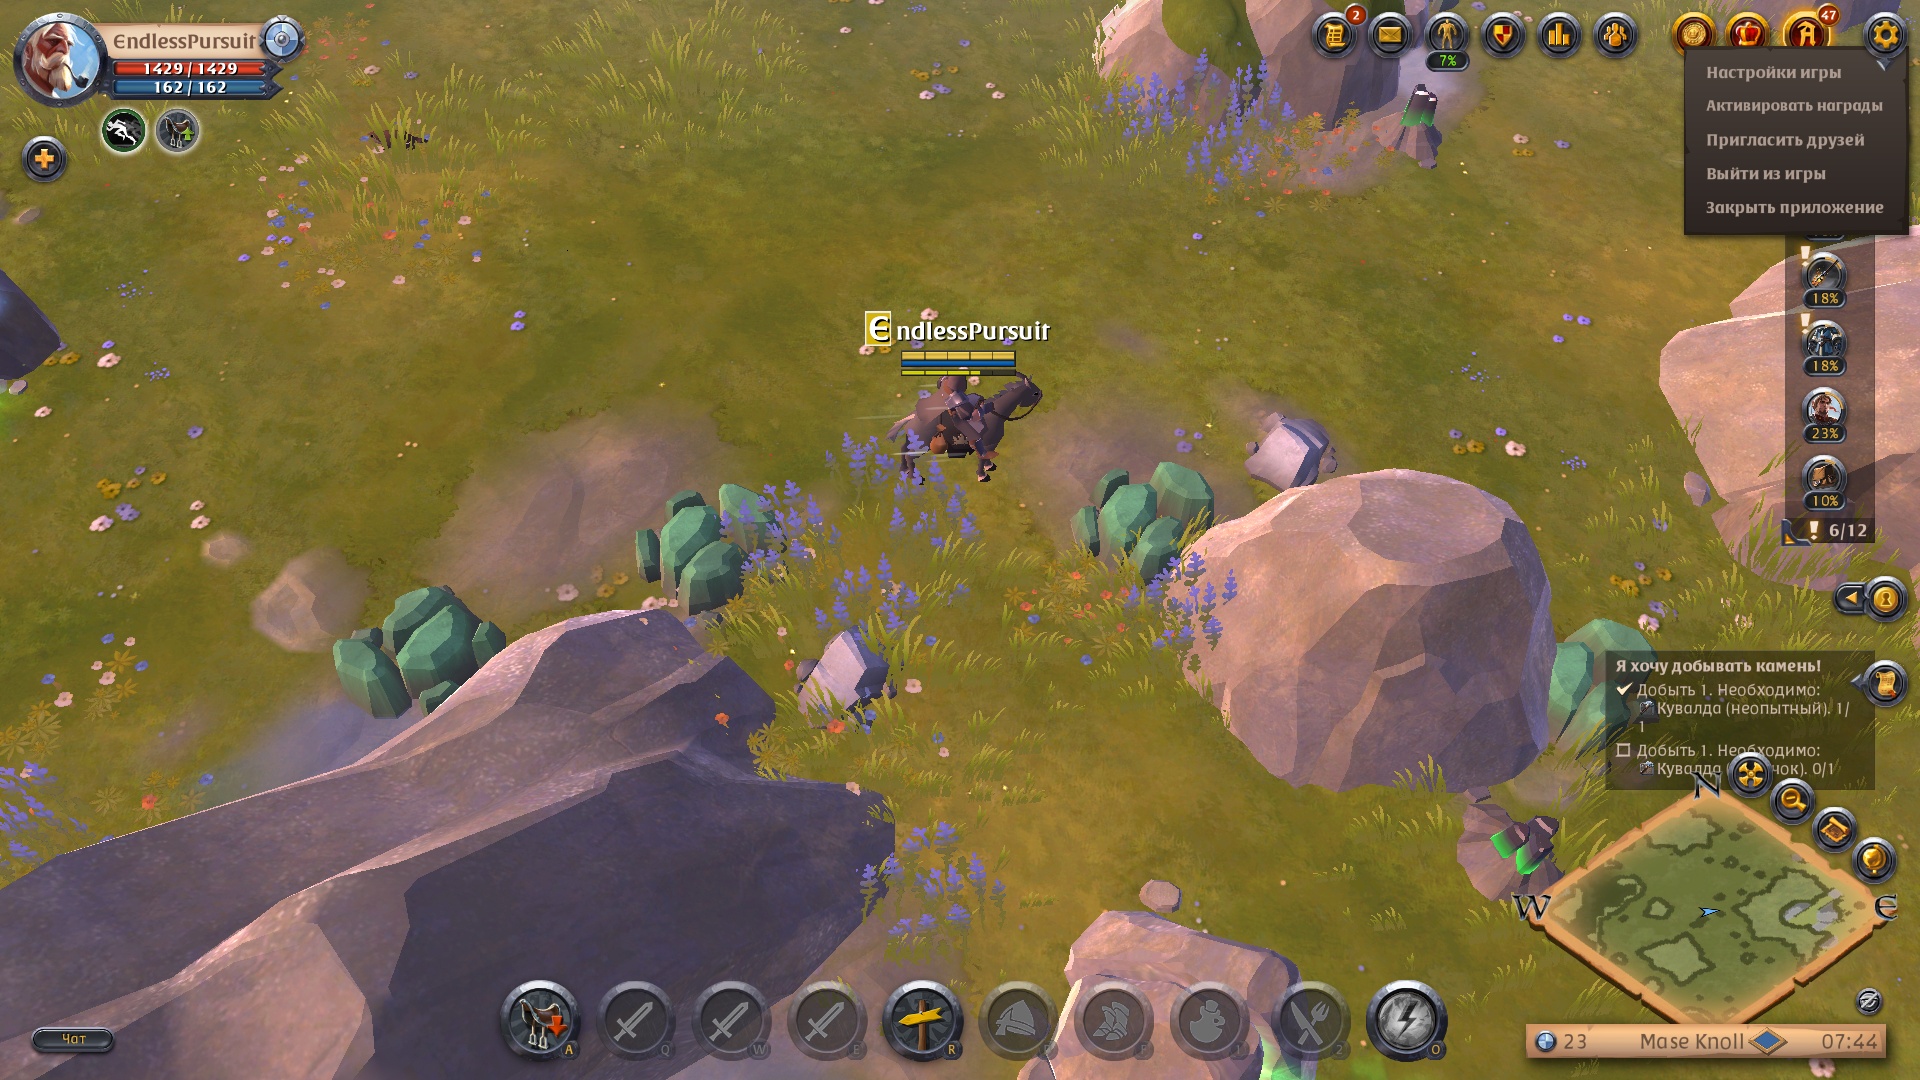 EndlessPursuit
1429 / 1429
162 / 162
2
7%
47
Настройки игры
Активировать награды
Пригласить друзей
Выйти из игры
Закрыть приложение
18%
18%
23%
10%
6/12
EndlessPursuit
Я хочу добывать камень!
Добыть 1. Необходимо:
Кувалда (неопытный). 1/
1
Добыть 1. Необходимо:
Кувалда
чок). 0/1
N
W
E
Чат
A
Q
W
E
R
F
2
O
23
Mase Knoll
07:44